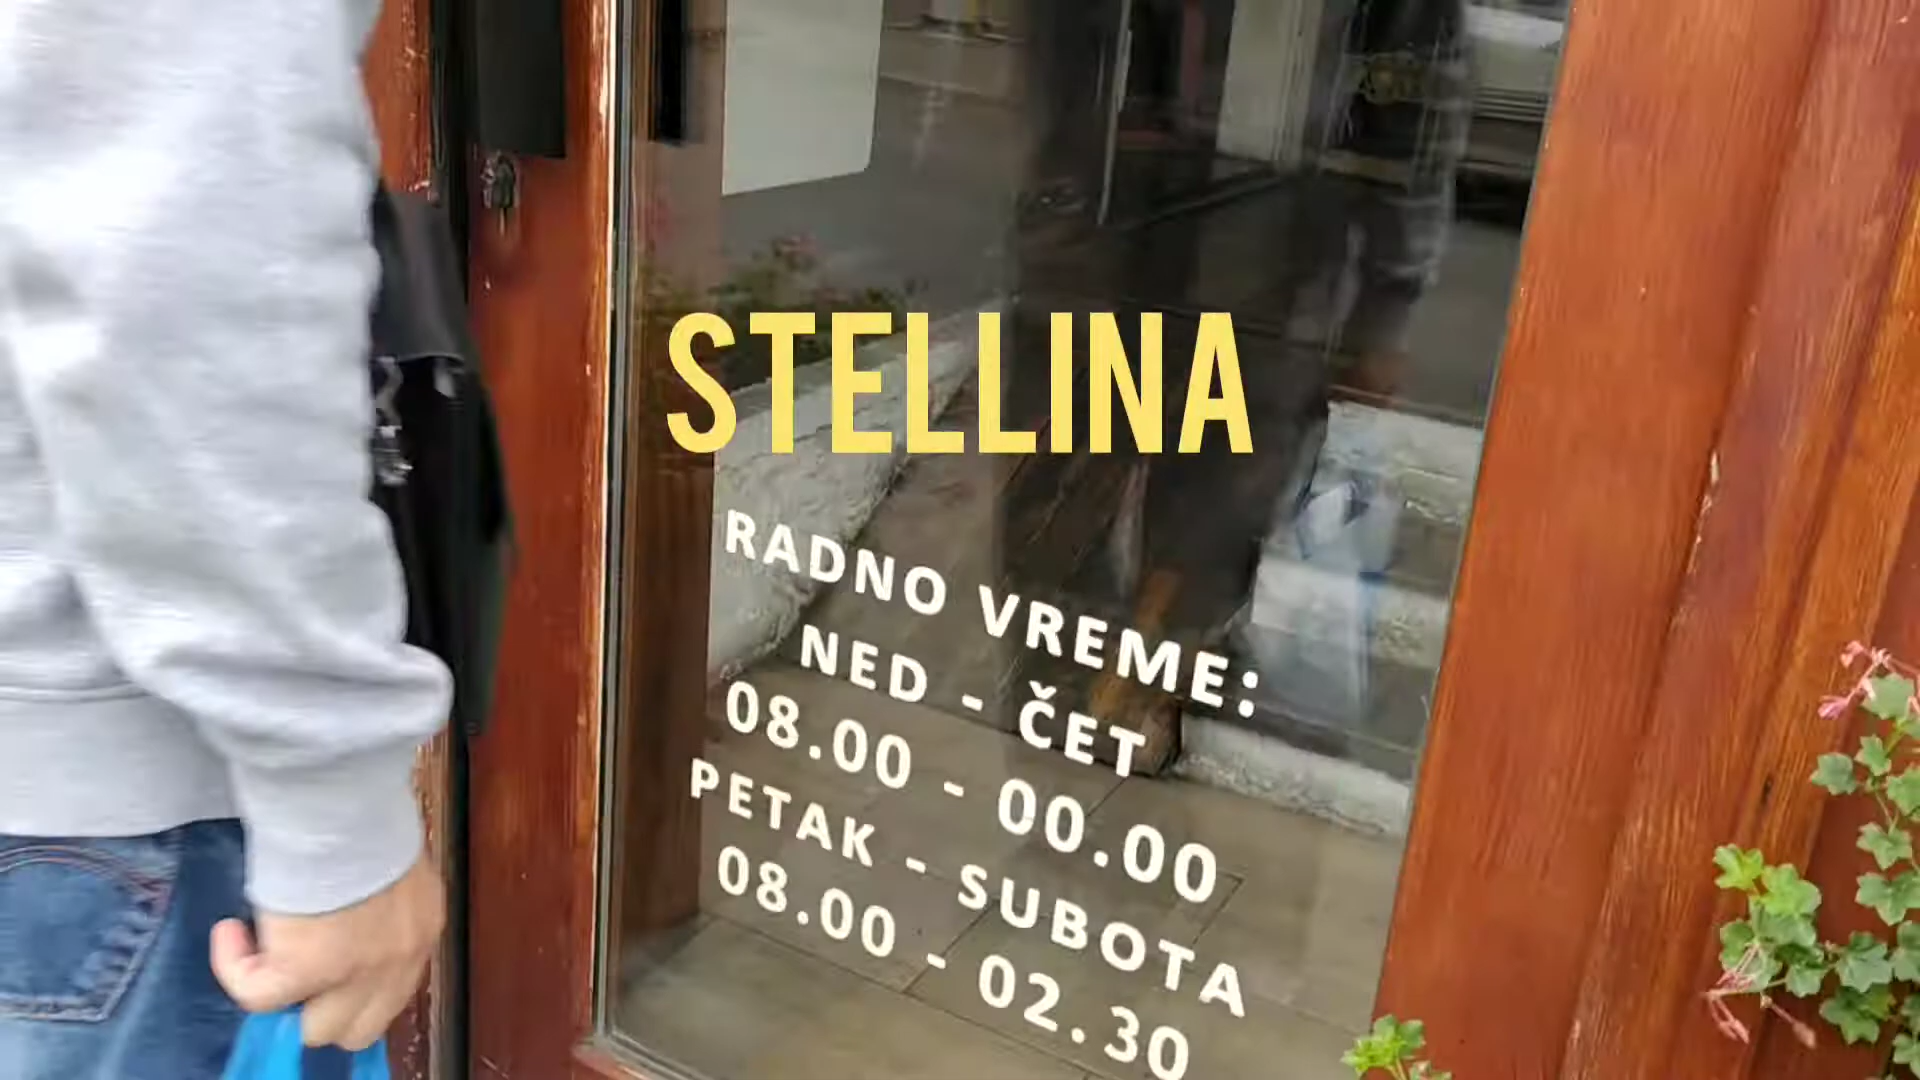 STELLINA
RADNO VREME:
NED - ČET
08.00 - 00.00
PETAK - SUBOTA
08.00 - 02.30